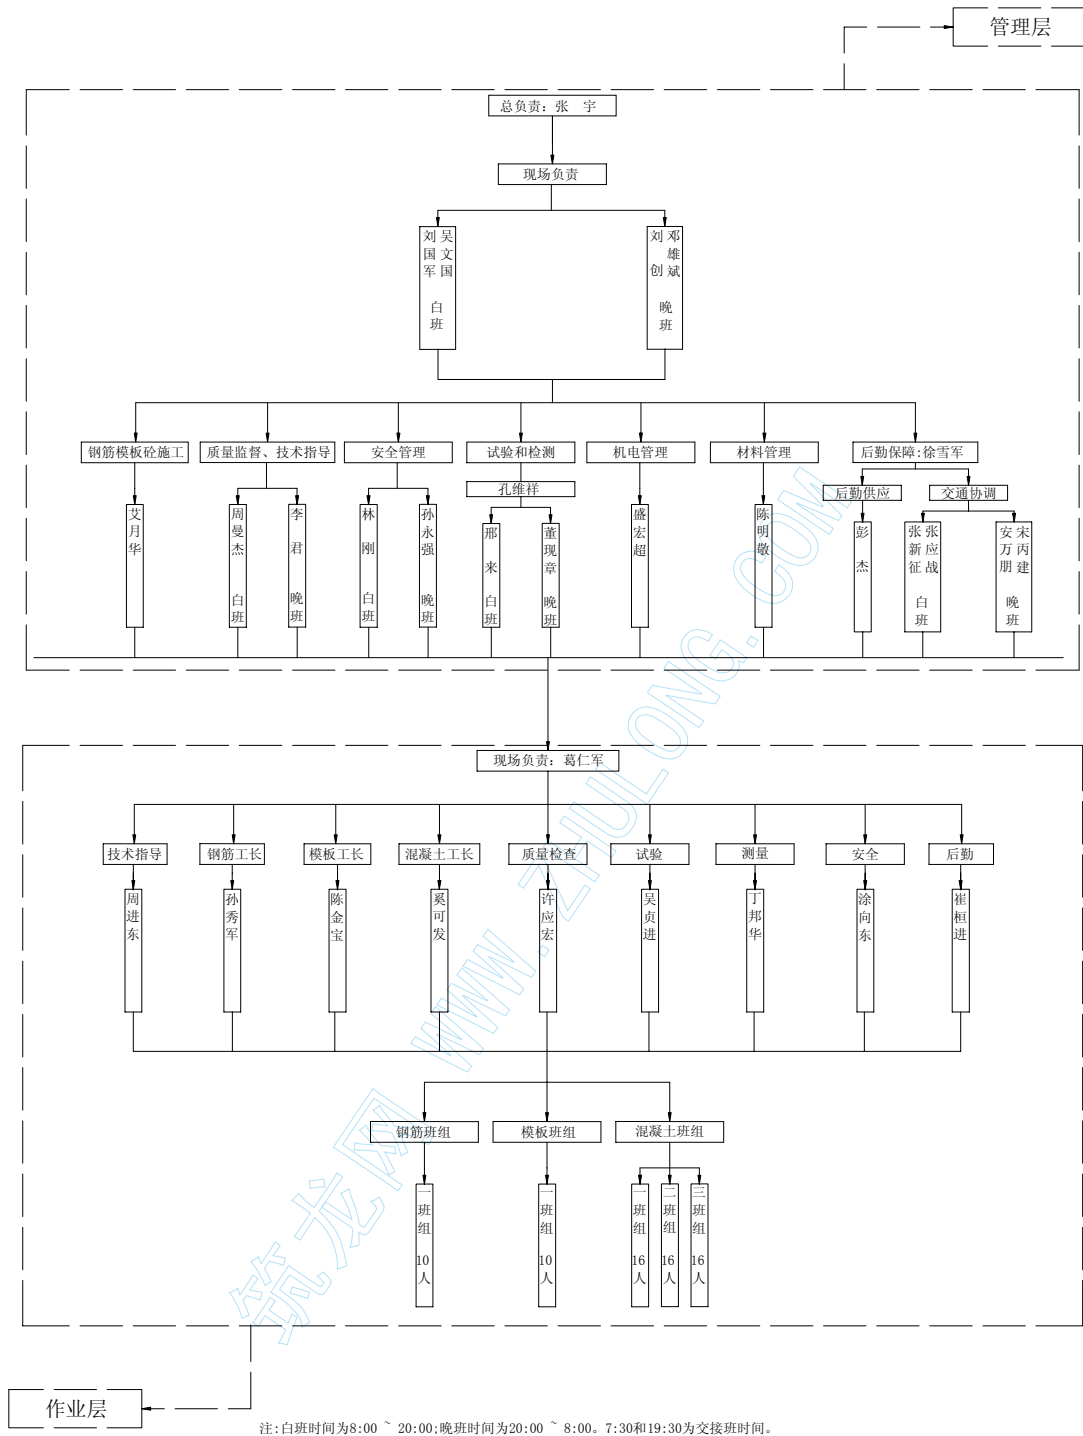 管理层
总负责：张　宇
现场负责
刘国军 吴文国 白班
刘创 邓雄斌 晚班
钢筋模板砼施工
质量监督、技术指导
安全管理
试验和检测
机电管理
材料管理
后勤保障:徐雪军
孔维祥
后勤供应
交通协调
艾月华
周曼杰 白班
李君 晚班
林刚 白班
孙永强 晚班
邢来 白班
董现章 晚班
盛宏超
陈明敬
彭杰
张新征 张应战 白班
安万朋 宋丙建 晚班
现场负责：葛仁军
技术指导
钢筋工长
模板工长
混凝土工长
质量检查
试验
测量
安全
后勤
周进东
孙秀军
陈金宝
奚可发
许应宏
吴贞进
丁邦华
涂向东
崔桓进
钢筋班组
模板班组
混凝土班组
一班组 10人
一班组 10人
一班组 16人
二班组 16人
三班组 16人
作业层
注:白班时间为8:00 ~ 20:00;晚班时间为20:00 ~ 8:00。7:30和19:30为交接班时间。
筑龙网 WWW.ZHULONG.COM